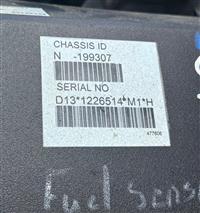 CHASSIS ID
N -199307
SERIAL NO
D13*1226514*M1*H
477606
Fuel Sens